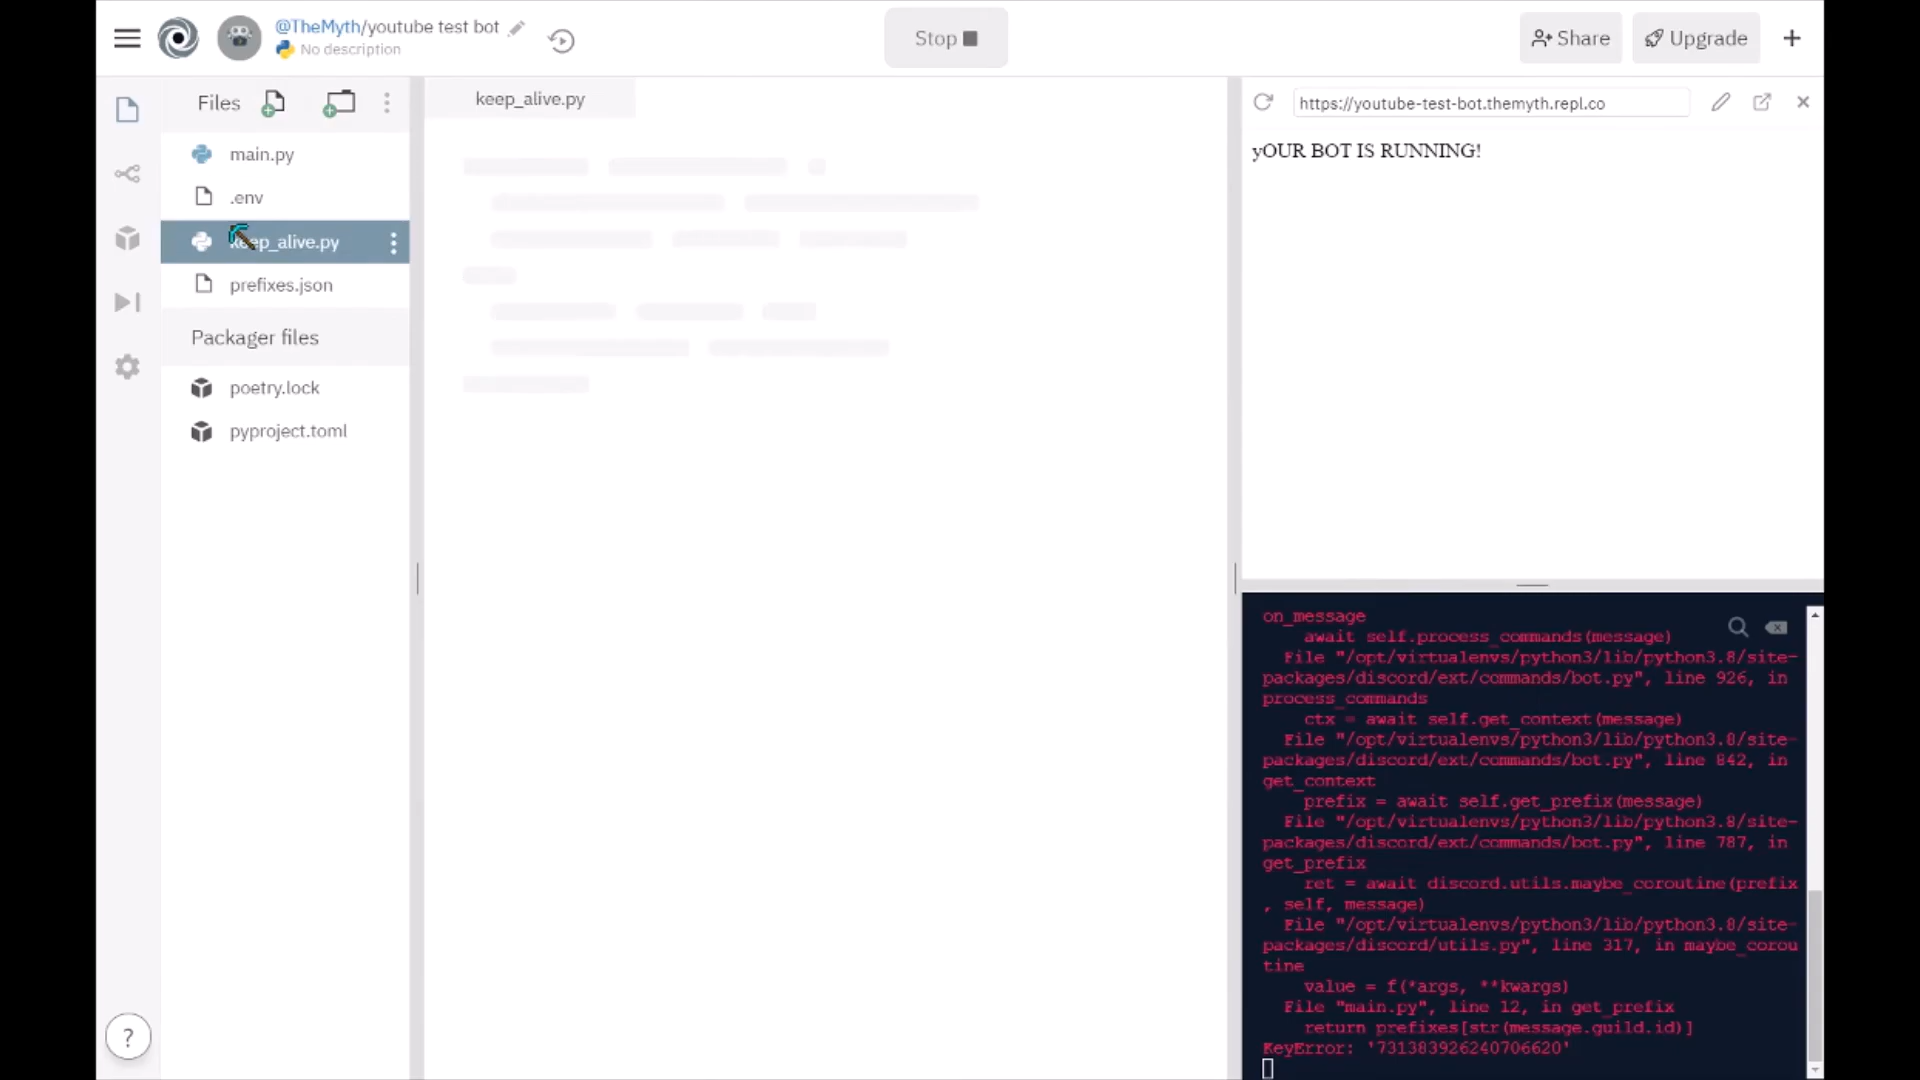 @TheMyth/youtube test bot
No description
Stop
Share
Upgrade
Files
main.py
.env
keep_alive.py
prefixes.json
Packager files
poetry.lock
pyproject.toml
?
keep_alive.py
https://youtube-test-bot.themyth.repl.co
yOUR BOT IS RUNNING!
on_message
await self.process_commands(message)
File "/opt/virtualenvs/python3/lib/python3.8/site-
packages/discord/ext/commands/bot.py", line 926, in
process_commands
ctx = await self.get_context(message)
File "/opt/virtualenvs/python3/lib/python3.8/site-
packages/discord/ext/commands/bot.py", line 842, in
get_context
prefix = await self.get_prefix(message)
File "/opt/virtualenvs/python3/lib/python3.8/site-
packages/discord/ext/commands/bot.py", line 787, in
get_prefix
ret = await discord.utils.maybe_coroutine(prefix
, self, message)
File "/opt/virtualenvs/python3/lib/python3.8/site-
packages/discord/utils.py", line 317, in maybe_corou
tine
value = f(*args, **kwargs)
File "main.py", line 12, in get_prefix
return prefixes[str(message.guild.id)]
KeyError: '731383926240706620'